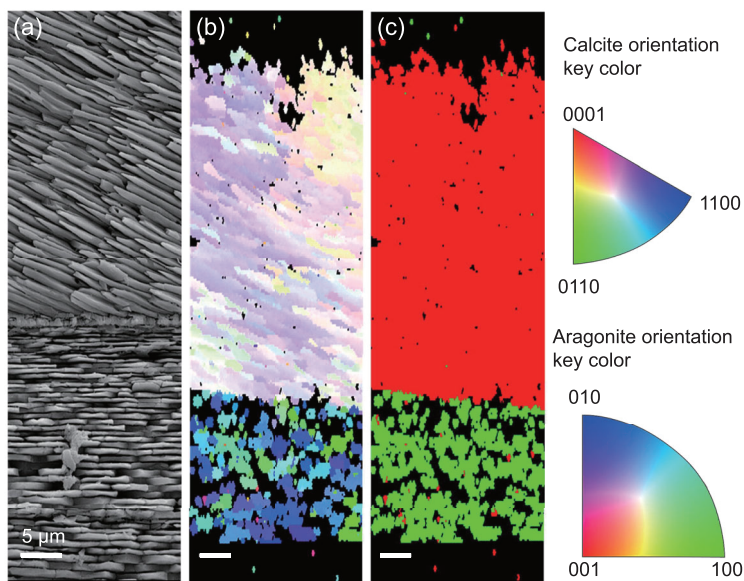 (a)
(b)
(c)
5 μm
Calcite orientation
key color
0001
1100
0110
Aragonite orientation
key color
010
001
100